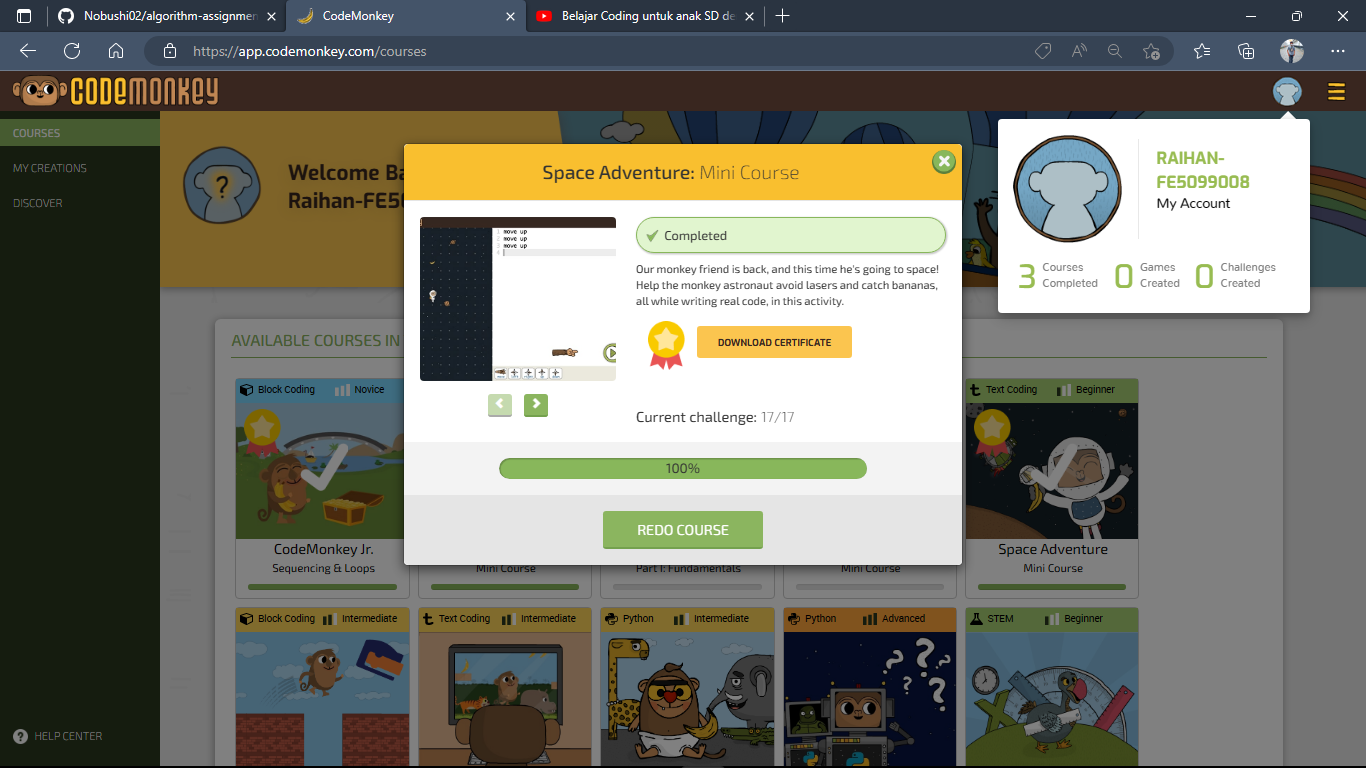 Nobushi02/algorithm-assignmen
CodeMonkey
Belajar Coding untuk anak SD de
https://app.codemonkey.com/courses
CODEMONKEY
COURSES
MY CREATIONS
DISCOVER
HELP CENTER
Welcome Ba
Raihan-FE5
RAIHAN-
FE5099008
My Account
3 Courses Completed
0 Games Created
0 Challenges Created
Space Adventure: Mini Course
1 move up
2 move up
3 move up
4
Completed
Our monkey friend is back, and this time he's going to space!
Help the monkey astronaut avoid lasers and catch bananas,
all while writing real code, in this activity.
DOWNLOAD CERTIFICATE
Current challenge: 17/17
100%
REDO COURSE
AVAILABLE COURSES IN
Block Coding Novice
Text Coding Beginner
CodeMonkey Jr.
Sequencing & Loops
Mini Course
Part I: Fundamentals
Mini Course
Space Adventure
Mini Course
Block Coding Intermediate
Text Coding Intermediate
Python Intermediate
Python Advanced
STEM Beginner